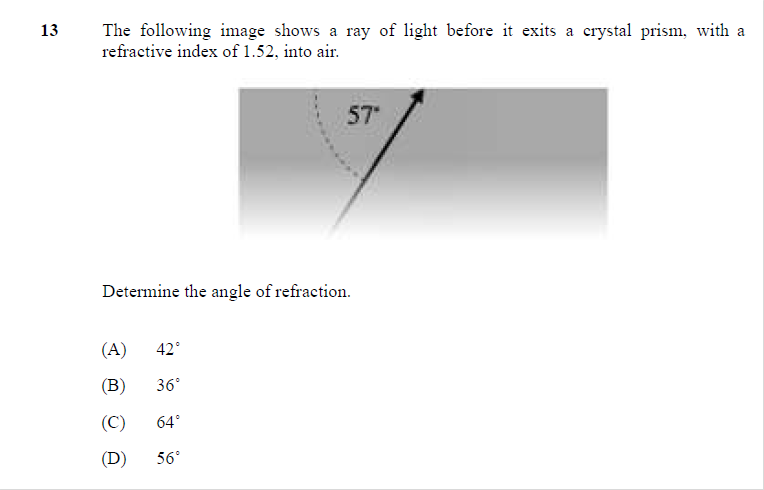 13 The following image shows a ray of light before it exits a crystal prism, with a
refractive index of 1.52, into air.
57°
Determine the angle of refraction.
(A) 42°
(B) 36°
(C) 64°
(D) 56°